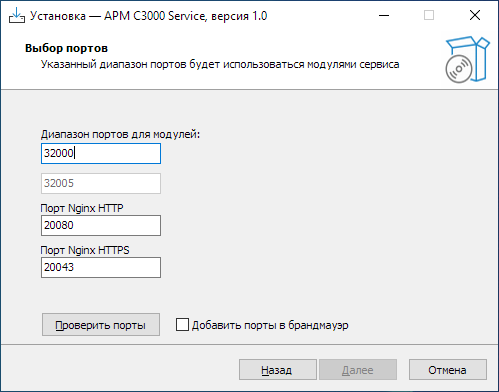 Установка — АРМ С3000 Service, версия 1.0
Выбор портов
Указанный диапазон портов будет использоваться модулями сервиса
Диапазон портов для модулей:
32000
32005
Порт Nginx HTTP
20080
Порт Nginx HTTPS
20043
Проверить порты
Добавить порты в брандмауэр
Назад
Далее
Отмена